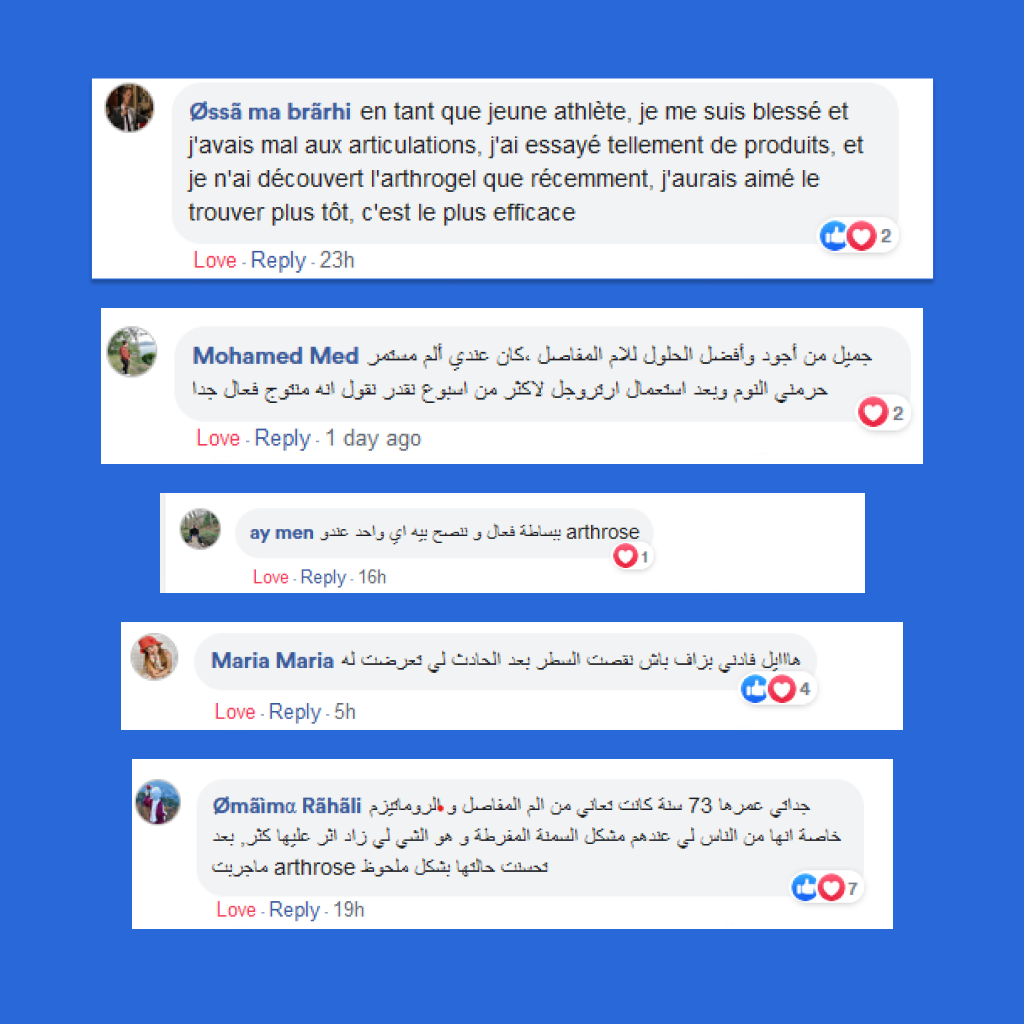 Øssã ma brãrhi en tant que jeune athlète, je me suis blessé et
j'avais mal aux articulations, j'ai essayé tellement de produits, et
je n'ai découvert l'arthrogel que récemment, j'aurais aimé le
trouver plus tôt, c'est le plus efficace
2
Love · Reply · 23h
Mohamed Med جميل من أجود وأفضل الحلول للام المفاصل ،كان عندي ألم مستمر
حرمني النوم وبعد استعمال ارتروجل لاكثر من اسبوع نقدر نقول انه منتوج فعال جدا
2
Love · Reply · 1 day ago
ay men ببساطة فعال و ننصح بيه اي واحد عندو arthrose
1
Love · Reply · 16h
Maria Maria هااايل فادني بزاف باش نقصت السطر بعد الحادث لي تعرضت له
4
Love · Reply · 5h
Ømãìmα Rãhãli جداتي عمرها 73 سنة كانت تعاني من الم المفاصل و الروماتيزم
خاصة انها من الناس لي عندهم مشكل السمنة المفرطة و هو الشي لي زاد اثر عليها كثر, بعد
ماجربت arthrose تحسنت حالتها بشكل ملحوظ
7
Love · Reply · 19h